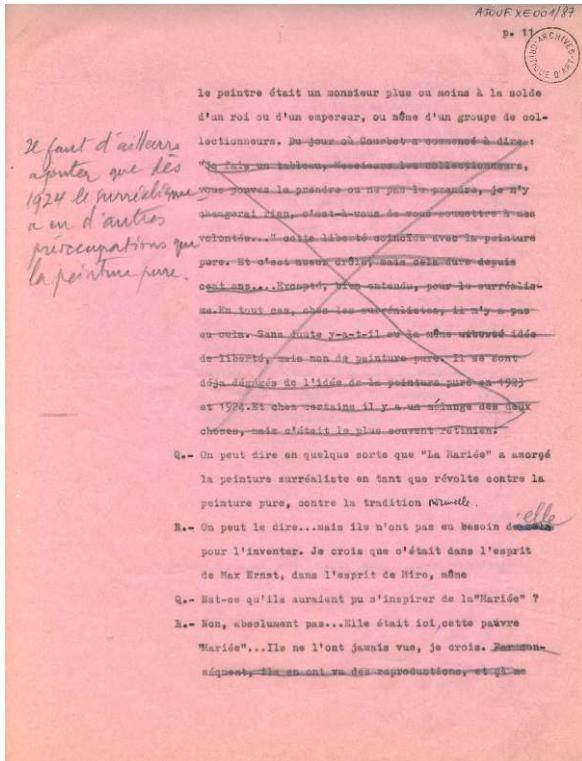 AJOUF.XE001/87
p. 11
ARCHIVES CRITIQUE D'ART
le peintre était un monsieur plus ou moins à la solde
d'un roi ou d'un empereur, ou même d'un groupe de col-
lectionneurs. Du jour où Courbet a commencé à dire :
"Je fais un tableau, Messieurs les collectionneurs,
vous pouvez le prendre ou ne pas le prendre, je n'y
changerai rien, c'est-à-vous de vous soumettre à mes
volontés..." cette liberté coïncide avec la peinture
pure. Et c'est assez drôle, mais cela dure depuis
cent ans....Excepté, bien entendu, pour le surréalis-
me.En tout cas, chez les surréalistes, il n'y a pas
eu cela. Sans doute y-a-t-il eu la même idée
de liberté, mais non de peinture pure. Il se sont
déja dégagés de l'idée de la peinture pure en 1923
et 1924.Et chez certains il y a un mélange des deux
choses, mais c'était le plus souvent rétinien.
Il faut d'ailleurs
ajouter que dès
1924 le surréalisme
a eu d'autres
préoccupations que
la peinture pure.
Q.- On peut dire en quelque sorte que "La Mariée" a amorçé
la peinture surréaliste en tant que révolte contre la
peinture pure, contre la tradition
R.- On peut le dire...mais ils n'ont pas eu besoin d'elle
pour l'inventer. Je crois que c'était dans l'esprit
de Max Ernst, dans l'esprit de Miro, même
Q.- Est-ce qu'ils auraient pu s'inspirer de la"Mariée" ?
R.- Non, absolument pas...Elle était ici,cette pauvre
"Mariée"...Ils ne l'ont jamais vue, je crois. Par con-
séquent, ils en ont vu des reproductions, et çà me